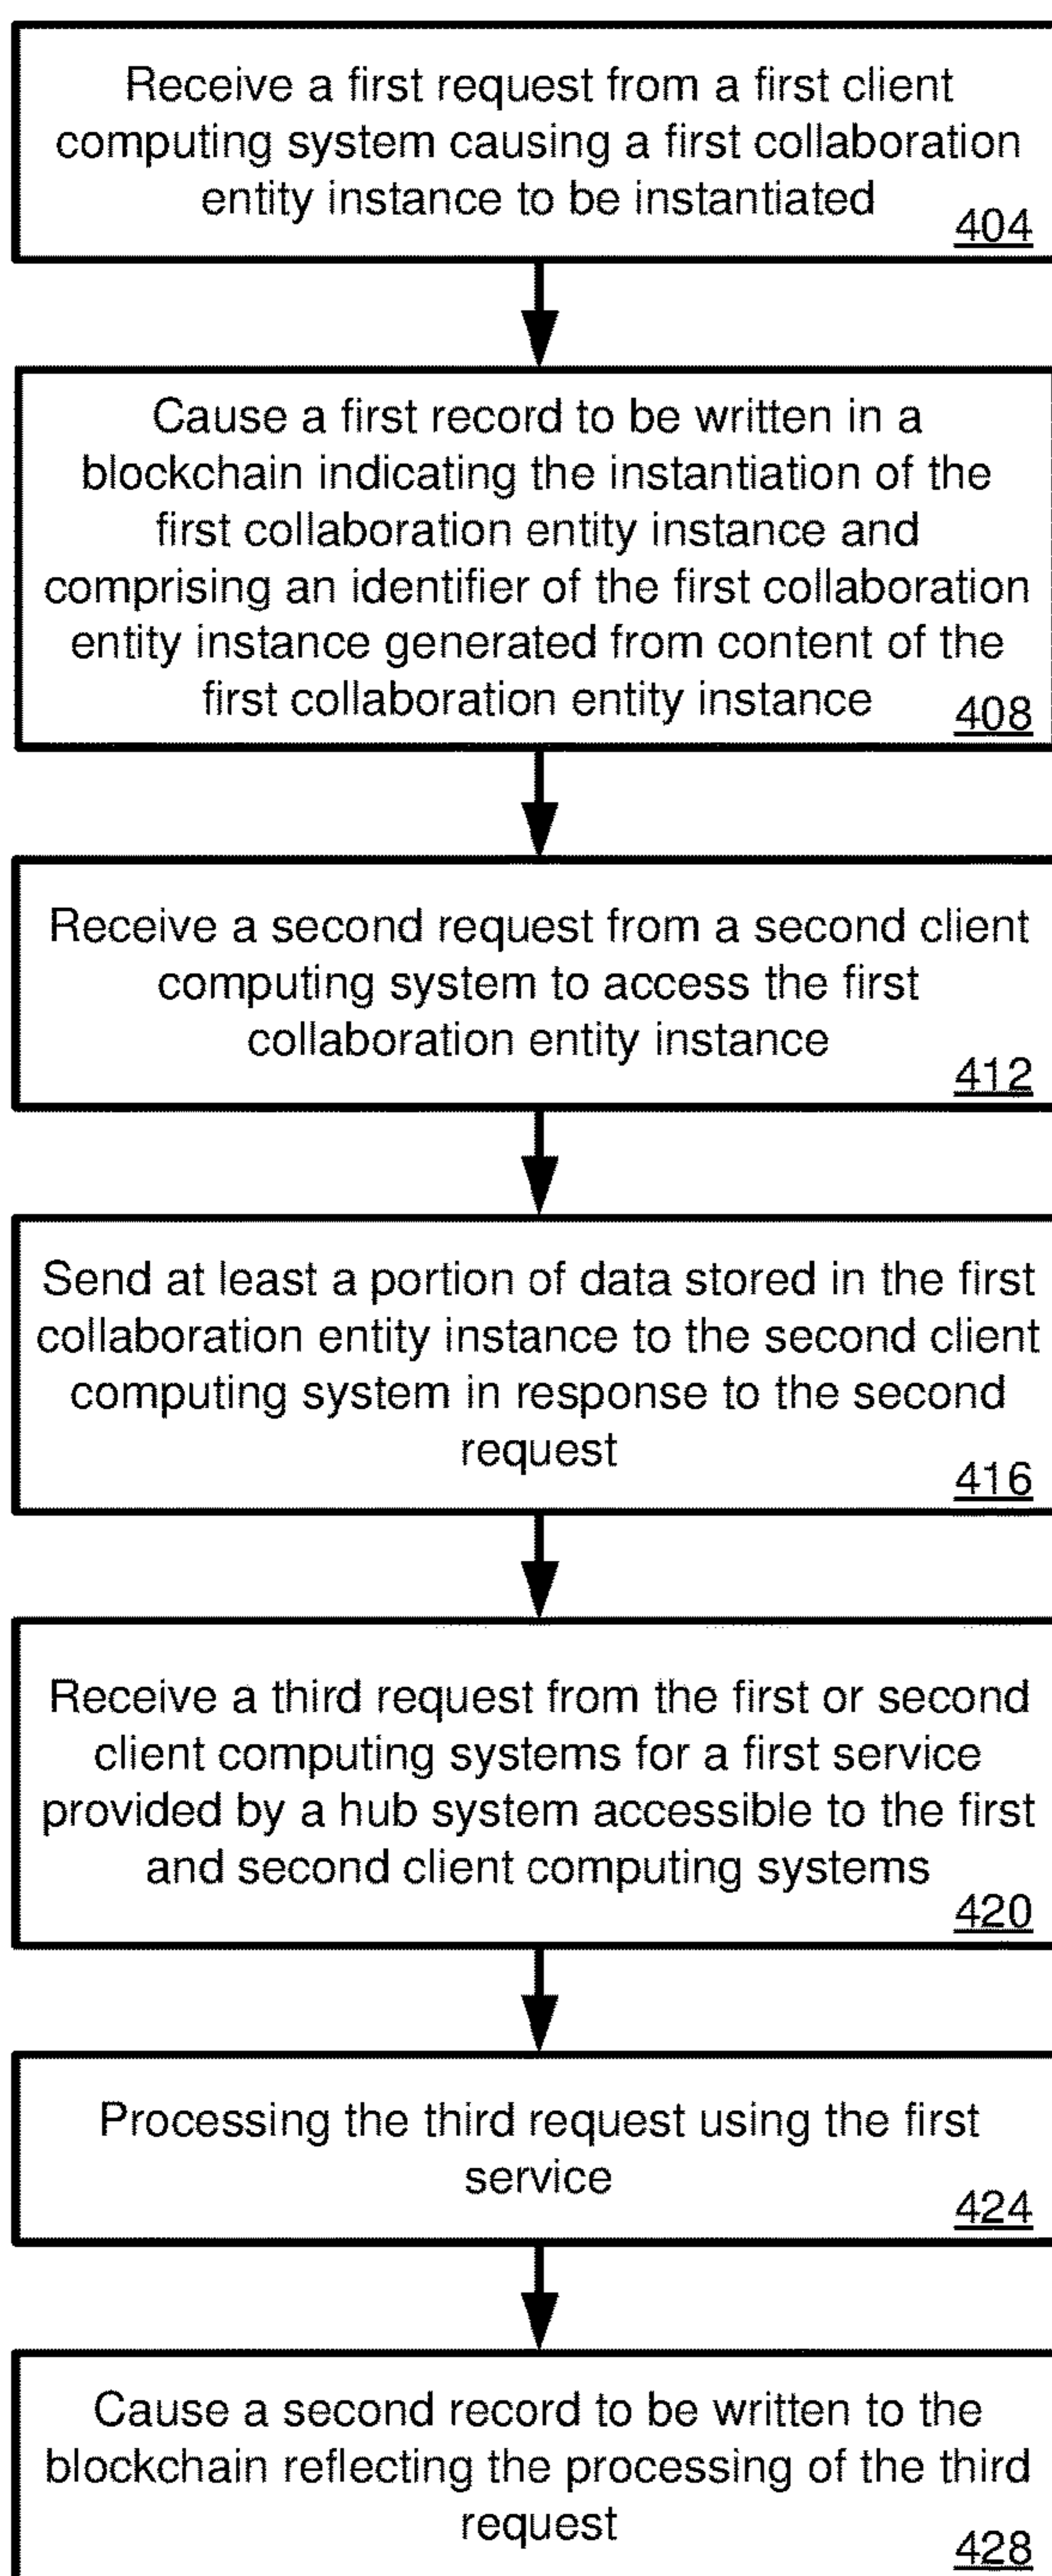 Receive a first request from a first client
computing system causing a first collaboration
entity instance to be instantiated
404
Cause a first record to be written in a
blockchain indicating the instantiation of the
first collaboration entity instance and
comprising an identifier of the first collaboration
entity instance generated from content of the
first collaboration entity instance
408
Receive a second request from a second client
computing system to access the first
collaboration entity instance
412
Send at least a portion of data stored in the first
collaboration entity instance to the second client
computing system in response to the second
request
416
Receive a third request from the first or second
client computing systems for a first service
provided by a hub system accessible to the first
and second client computing systems
420
Processing the third request using the first
service
424
Cause a second record to be written to the
blockchain reflecting the processing of the third
request
428